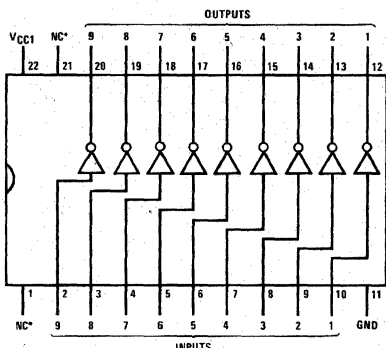 OUTPUTS
VCC1 NC* 9 8 7 6 5 4 3 2 1
22 21 20 19 18 17 16 15 14 13 12
1 2 3 4 5 6 7 8 9 10 11
NC* 9 8 7 6 5 4 3 2 1 GND
INPUTS